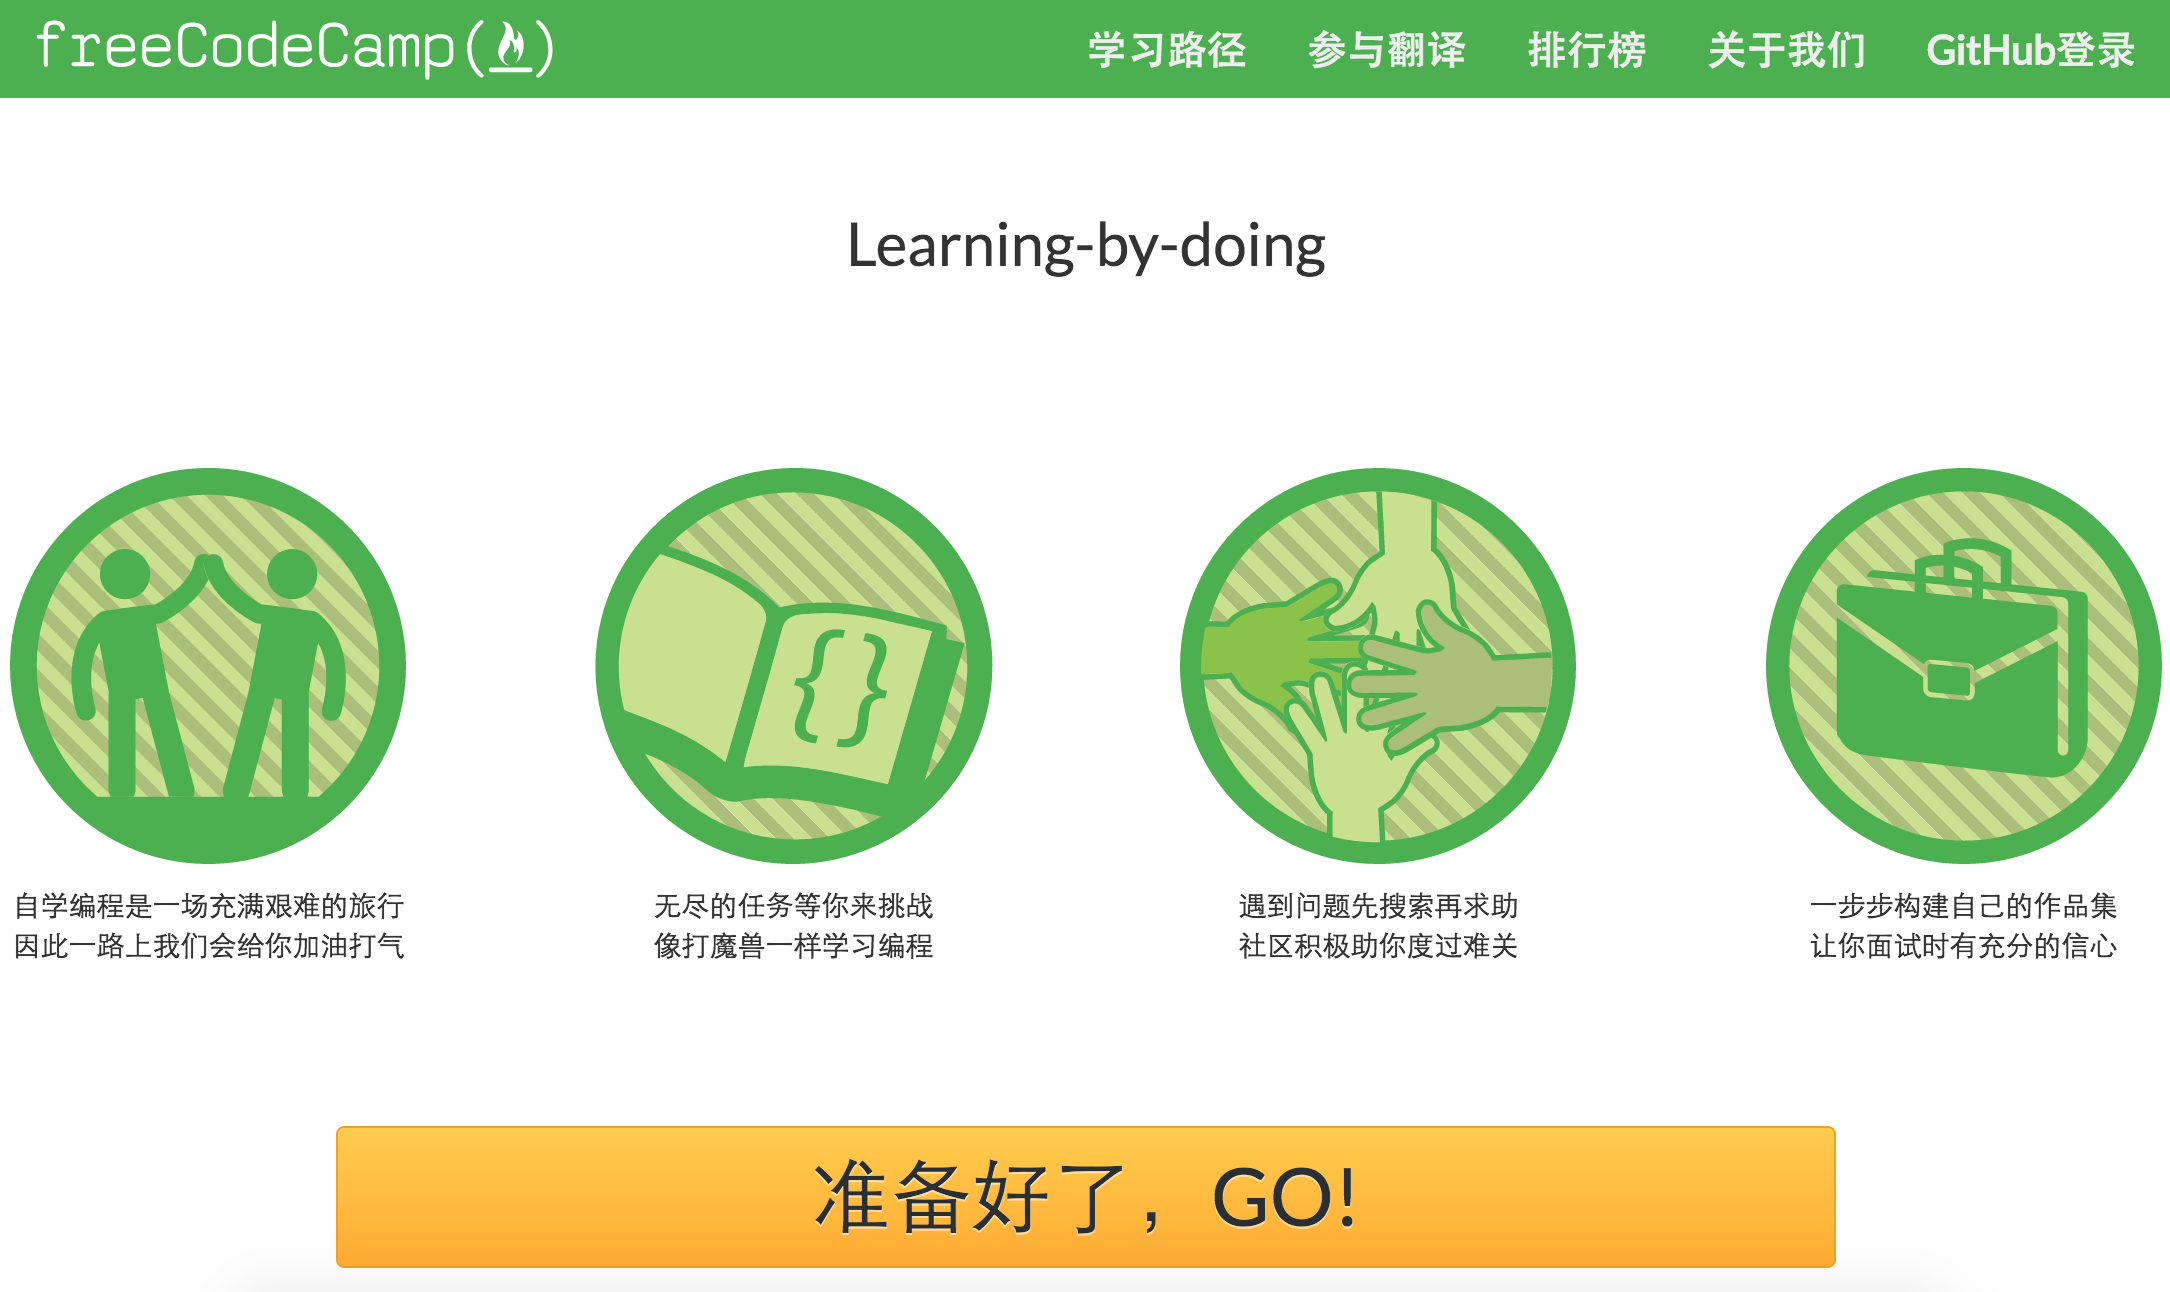 freeCodeCamp(🔥)
学习路径 参与翻译 排行榜 关于我们 GitHub登录
Learning-by-doing
{ }
自学编程是一场充满艰难的旅行
因此一路上我们会给你加油打气
无尽的任务等你来挑战
像打魔兽一样学习编程
遇到问题先搜索再求助
社区积极助你度过难关
一步步构建自己的作品集
让你面试时有充分的信心
准备好了，GO!